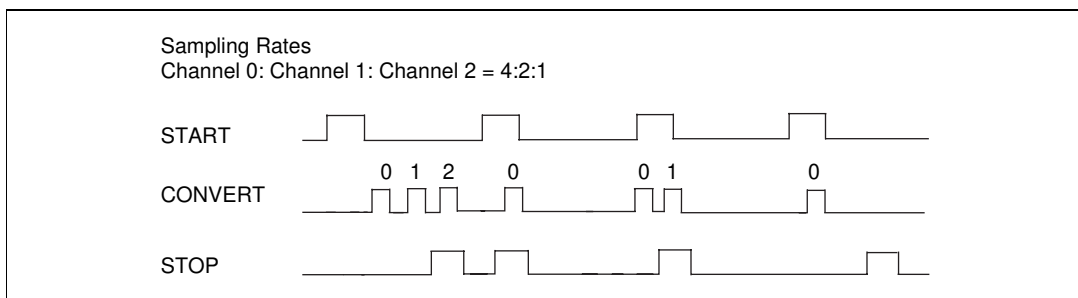 Sampling Rates
Channel 0: Channel 1: Channel 2 = 4:2:1
START
0 1 2 0 0 1 0
CONVERT
STOP